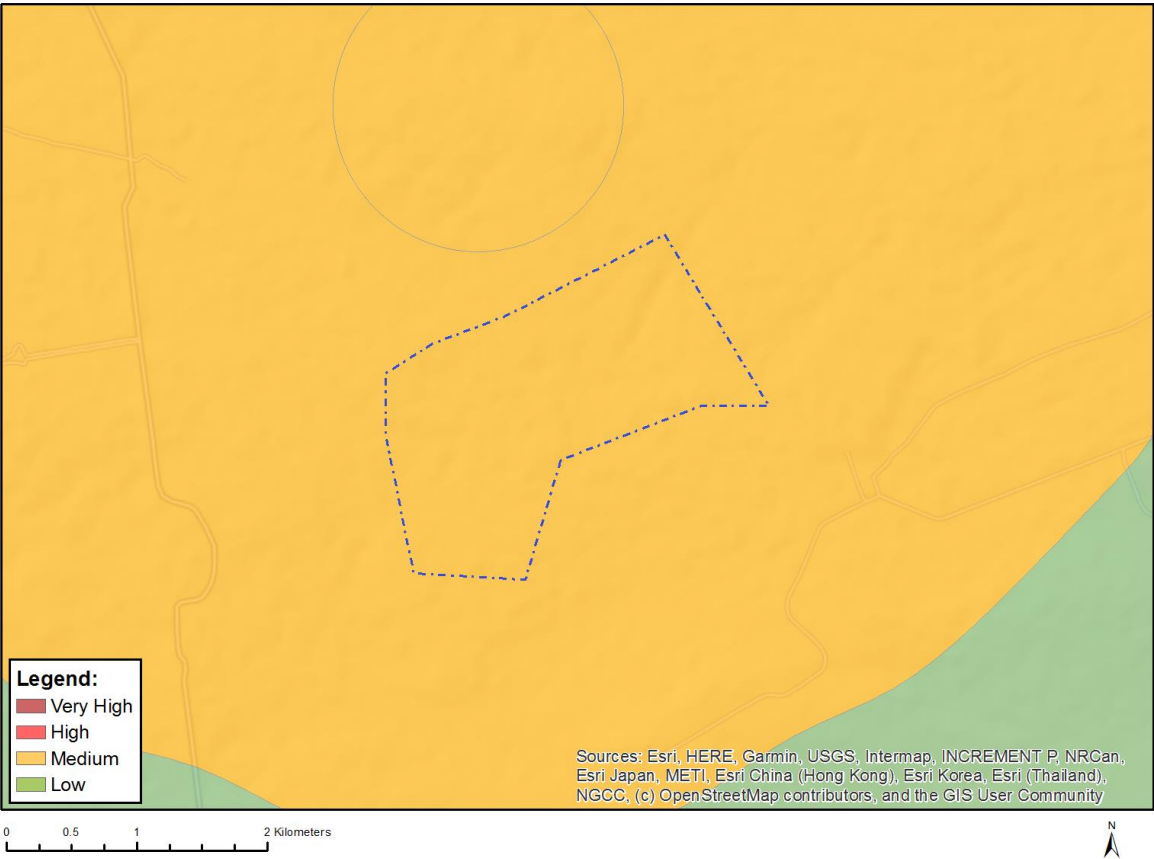 Legend:
Very High
High
Medium
Low
Sources: Esri, HERE, Garmin, USGS, Intermap, INCREMENT P, NRCan,
Esri Japan, METI, Esri China (Hong Kong), Esri Korea, Esri (Thailand),
NGCC, (c) OpenStreetMap contributors, and the GIS User Community
0 0.5 1 2 Kilometers
N